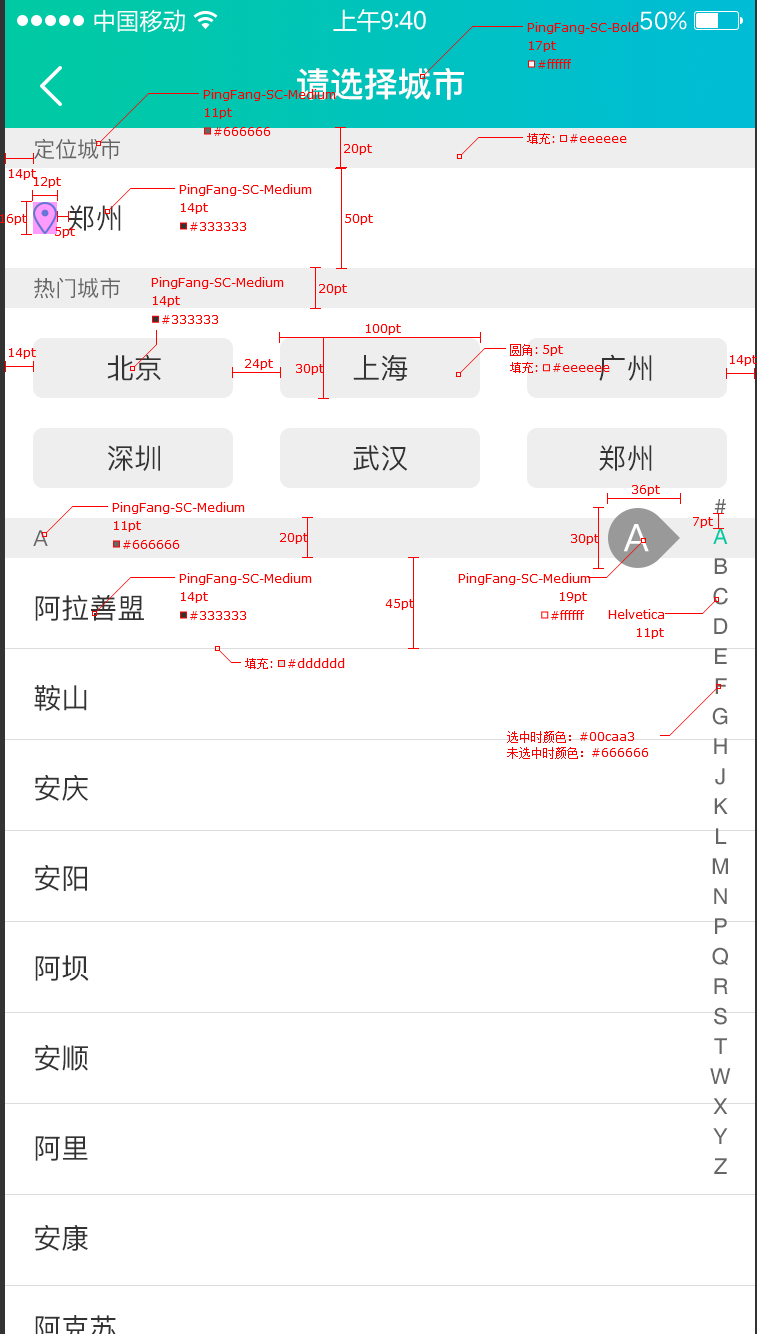 中国移动 上午9:40 50%
PingFang-SC-Bold
17pt
#ffffff
请选择城市
PingFang-SC-Medium
11pt
#666666
定位城市
20pt
填充: #eeeeee
14pt
12pt
PingFang-SC-Medium
14pt
#333333
16pt
5pt
郑州
50pt
热门城市
PingFang-SC-Medium
14pt
#333333
20pt
100pt
14pt
北京
24pt
30pt
上海
圆角: 5pt
填充: #eeeeee
广州
14pt
深圳 武汉 郑州
36pt
PingFang-SC-Medium
11pt
#666666
A
20pt
30pt
A
7pt
#
A
B
C
D
E
F
G
H
J
K
L
M
N
P
Q
R
S
T
W
X
Y
Z
PingFang-SC-Medium
14pt
#333333
阿拉善盟
45pt
PingFang-SC-Medium
19pt
#ffffff
Helvetica
11pt
填充: #dddddd
鞍山
选中时颜色: #00caa3
未选中时颜色: #666666
安庆
安阳
阿坝
安顺
阿里
安康
阿克苏